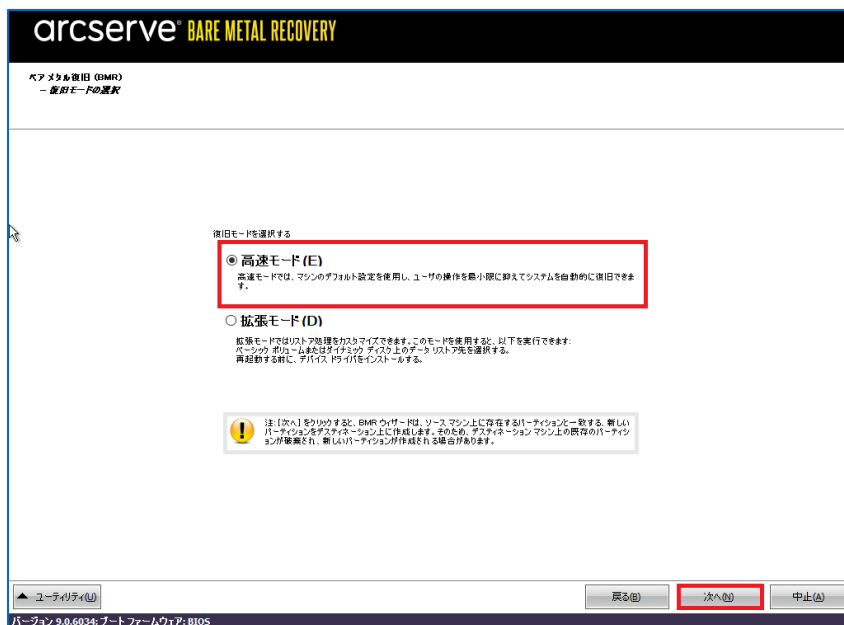 arcserve® BARE METAL RECOVERY
ベア メタル復旧 (BMR)
- 復旧モードの選択
復旧モードを選択する
高速モード(E)
高速モードでは、マシンのデフォルト設定を使用し、ユーザの操作を最小限に抑えてシステムを自動的に復旧できま
す。
拡張モード(D)
拡張モードではリストア処理をカスタマイズできます。このモードを使用すると、以下を実行できます:
ベーシック ボリュームまたはダイナミック ディスク上のデータ リストア先を選択する。
再起動する前に、デバイス ドライバをインストールする。
注: [次へ] をクリックすると、BMR ウィザードは、ソース マシン上に存在するパーティションと一致する、新しい
パーティションをデスティネーション上に作成します。そのため、デスティネーション マシン上の既存のパーティシ
ョンが破棄され、新しいパーティションが作成される場合があります。
ユーティリティ(U)
戻る(B)
次へ(N)
中止(A)
バージョン 9.0.6034; ブート ファームウェア: BIOS